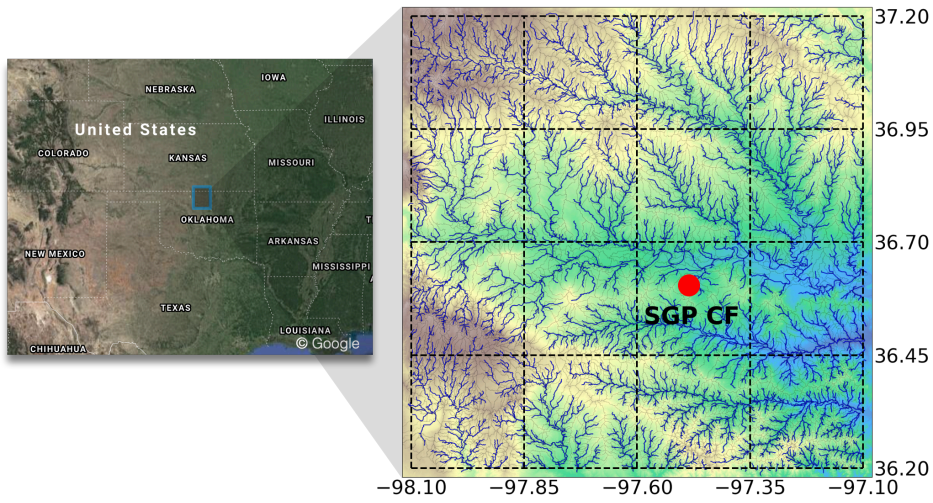 IOWA
NEBRASKA
United States
ILLINOIS
COLORADO
KANSAS
MISSOURI
OKLAHOMA
ARKANSAS
NEW MEXICO
MISSISSIPPI
TEXAS
LOUISIANA
CHIHUAHUA
© Google
37.20
36.95
36.70
SGP CF
36.45
36.20
−98.10 −97.85 −97.60 −97.35 −97.10